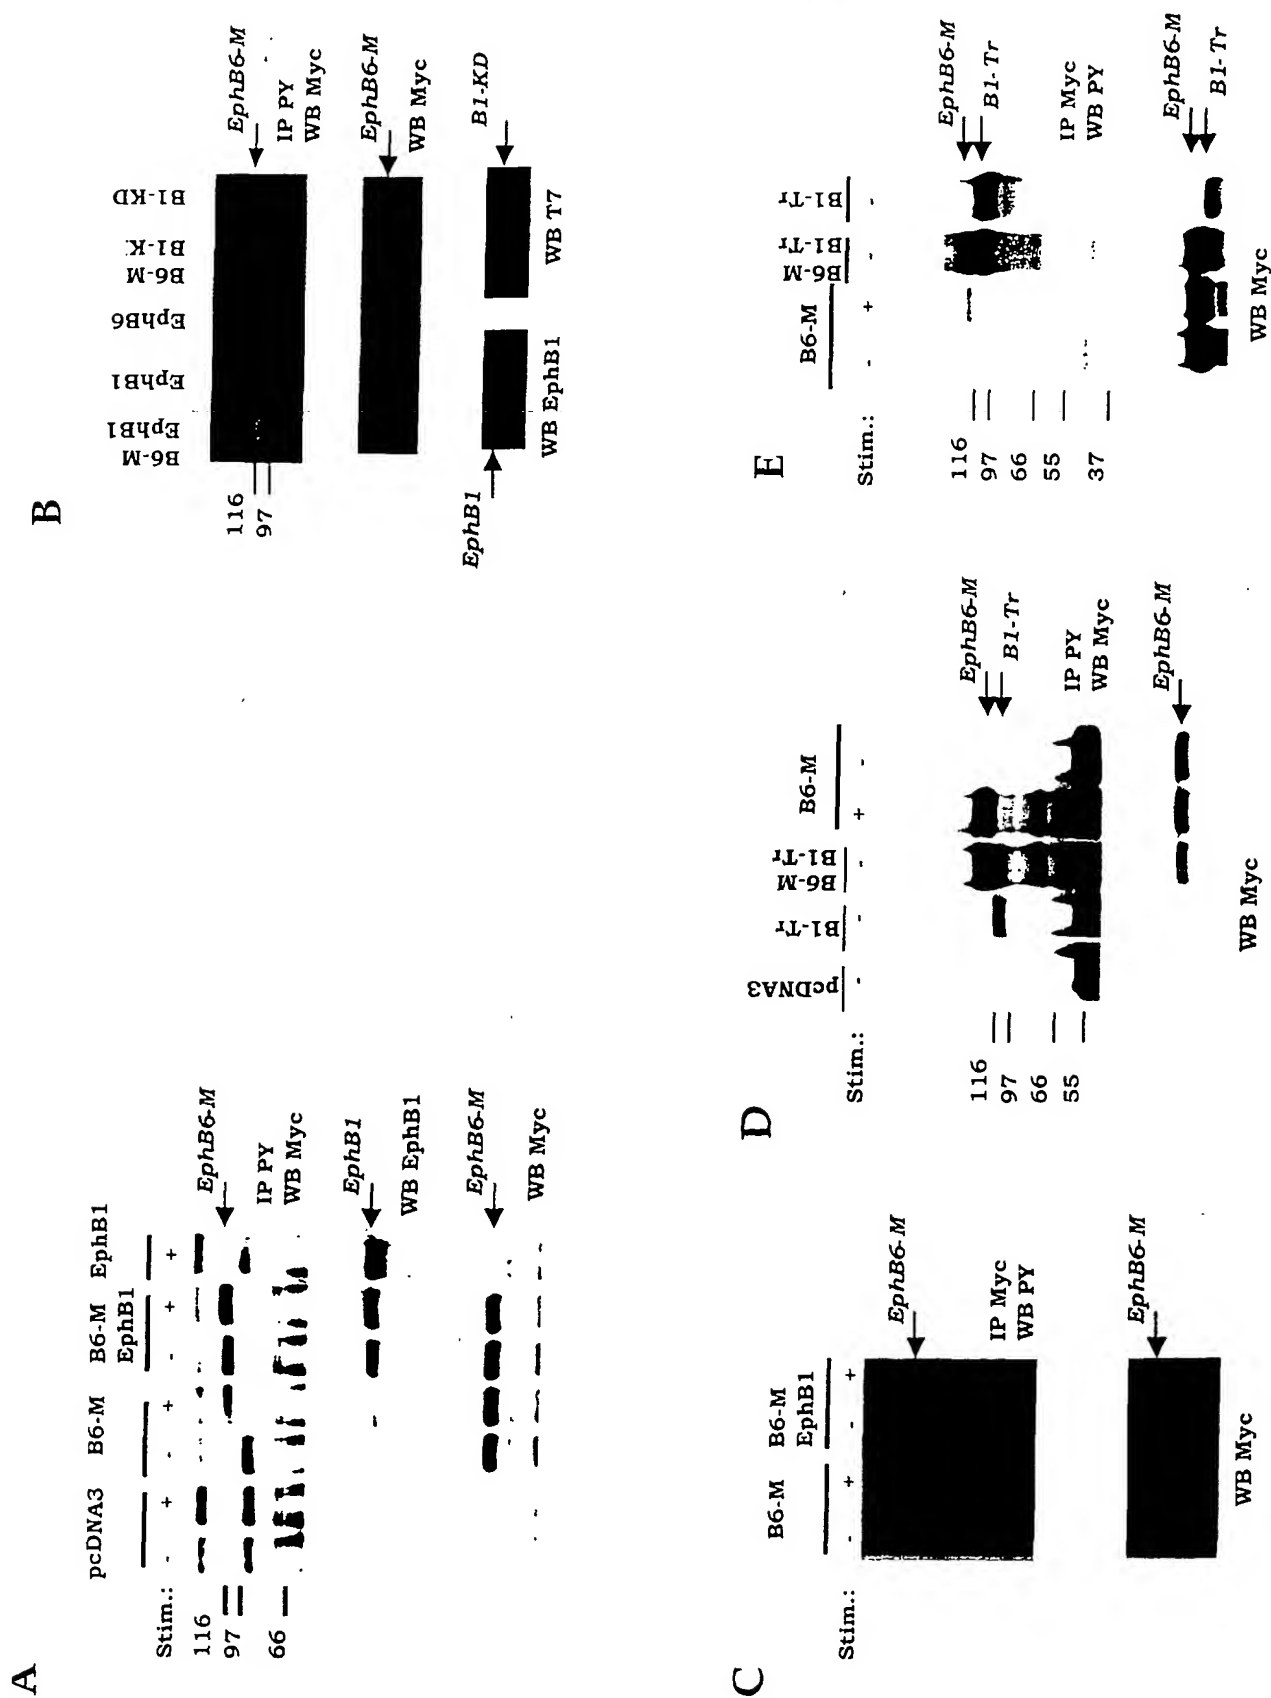 A
pcDNA3 B6-M B6-M EphB1
EphB1
Stim.: - + - + - + +
116
97
66
EphB6-M
IP PY
WB Myc
EphB1
WB EphB1
EphB6-M
WB Myc
B
B6-M EphB1
EphB1
EphB6
B6-M B1-K
B1-KD
116
97
EphB6-M
IP PY
WB Myc
EphB6-M
WB Myc
EphB1
B1-KD
WB EphB1 WB T7
C
B6-M B6-M
EphB1
Stim.: - + - +
EphB6-M
IP Myc
WB PY
EphB6-M
WB Myc
D
pcDNA3
B1-Tr
B6-M B1-Tr
B6-M
Stim.: - - - + -
116
97
66
55
EphB6-M
B1-Tr
IP PY
WB Myc
EphB6-M
WB Myc
E
B6-M
B6-M B1-Tr
B1-Tr
Stim.: - + - -
116
97
66
55
37
EphB6-M
B1-Tr
IP Myc
WB PY
EphB6-M
B1-Tr
WB Myc